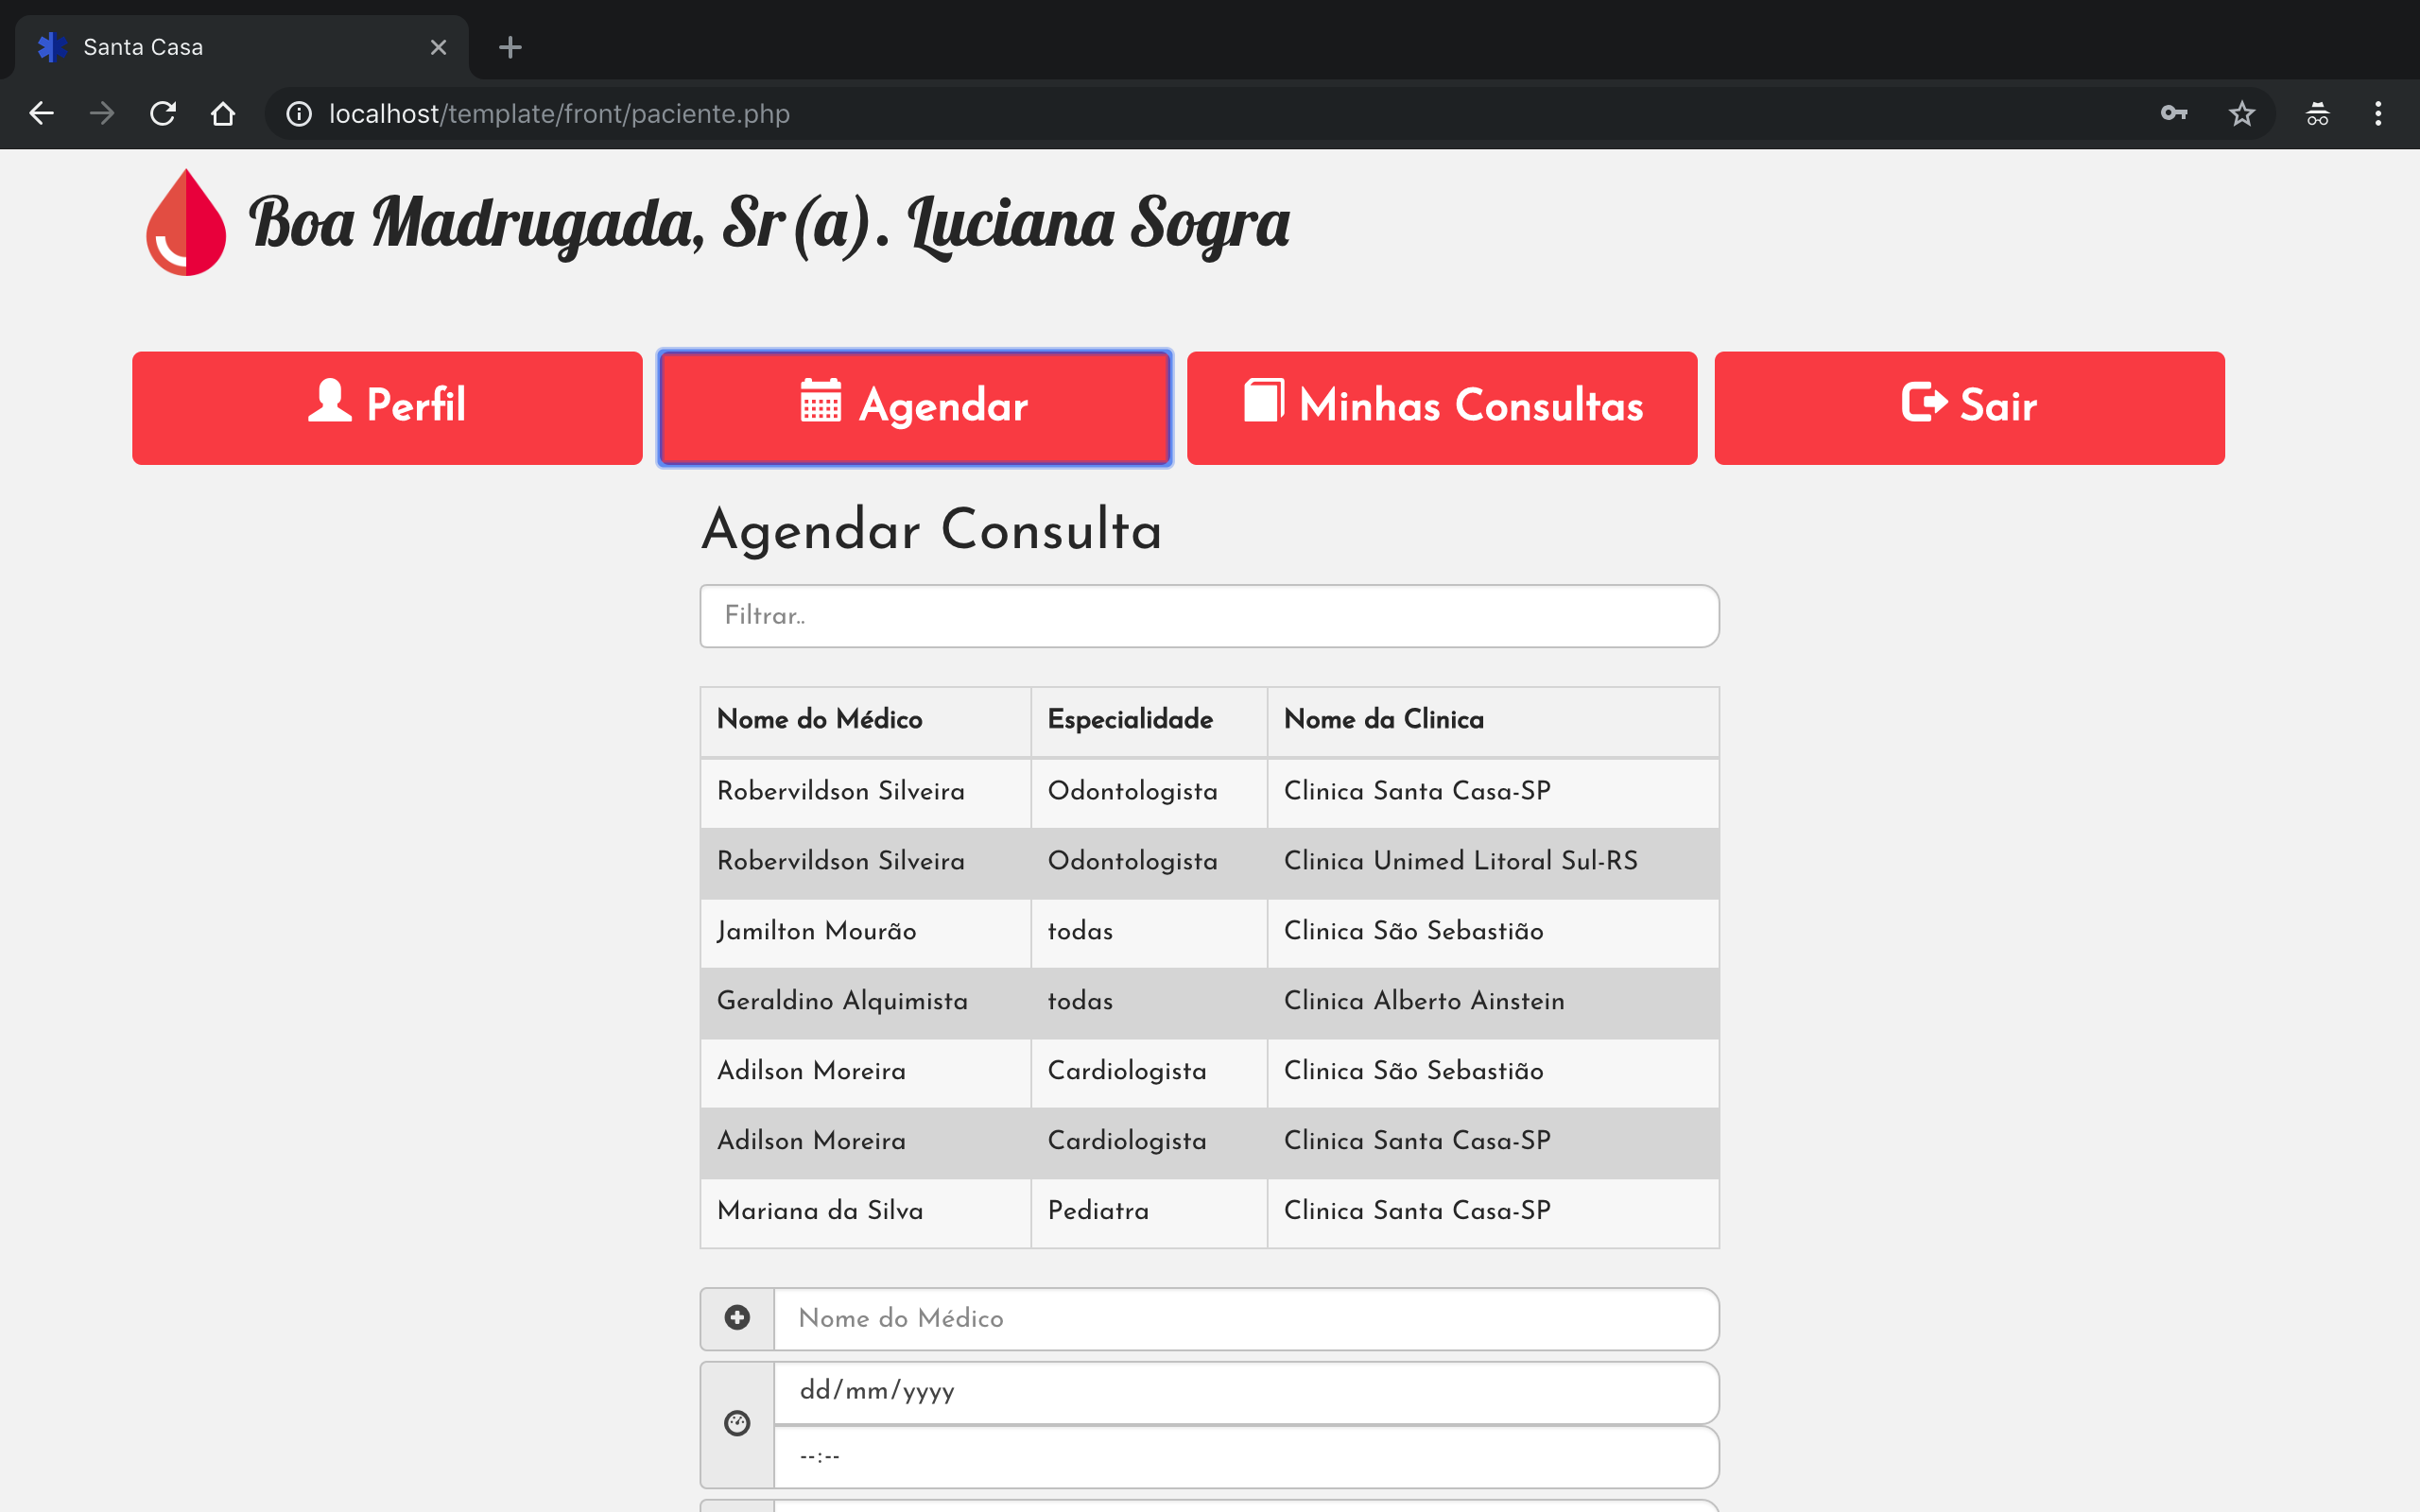 Santa Casa
localhost/template/front/paciente.php
Boa Madrugada, Sr(a). Luciana Sogra
Perfil Agendar Minhas Consultas Sair
Agendar Consulta
Filtrar..
Nome do Médico Especialidade Nome da Clinica
Robervildson Silveira Odontologista Clinica Santa Casa-SP
Robervildson Silveira Odontologista Clinica Unimed Litoral Sul-RS
Jamilton Mourão todas Clinica São Sebastião
Geraldino Alquimista todas Clinica Alberto Ainstein
Adilson Moreira Cardiologista Clinica São Sebastião
Adilson Moreira Cardiologista Clinica Santa Casa-SP
Mariana da Silva Pediatra Clinica Santa Casa-SP
Nome do Médico
dd/mm/yyyy
--:--